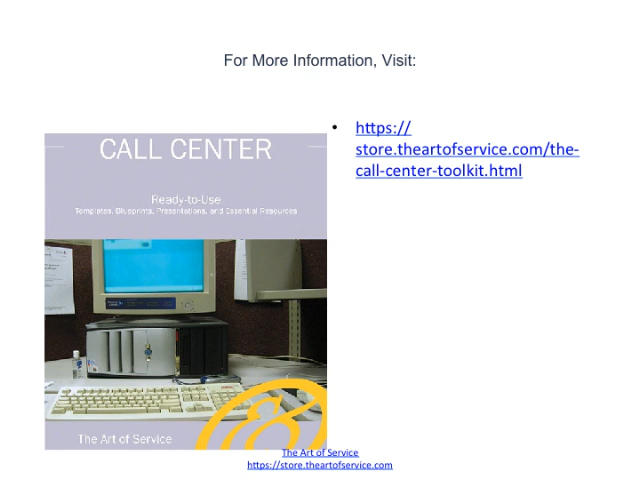 For More Information, Visit:
• https://
store.theartofservice.com/the-
call-center-toolkit.html
CALL CENTER
Ready-to-Use
Templates, Blueprints, Presentations, and Essential Resources
The Art of Service
The Art of Service
https://store.theartofservice.com